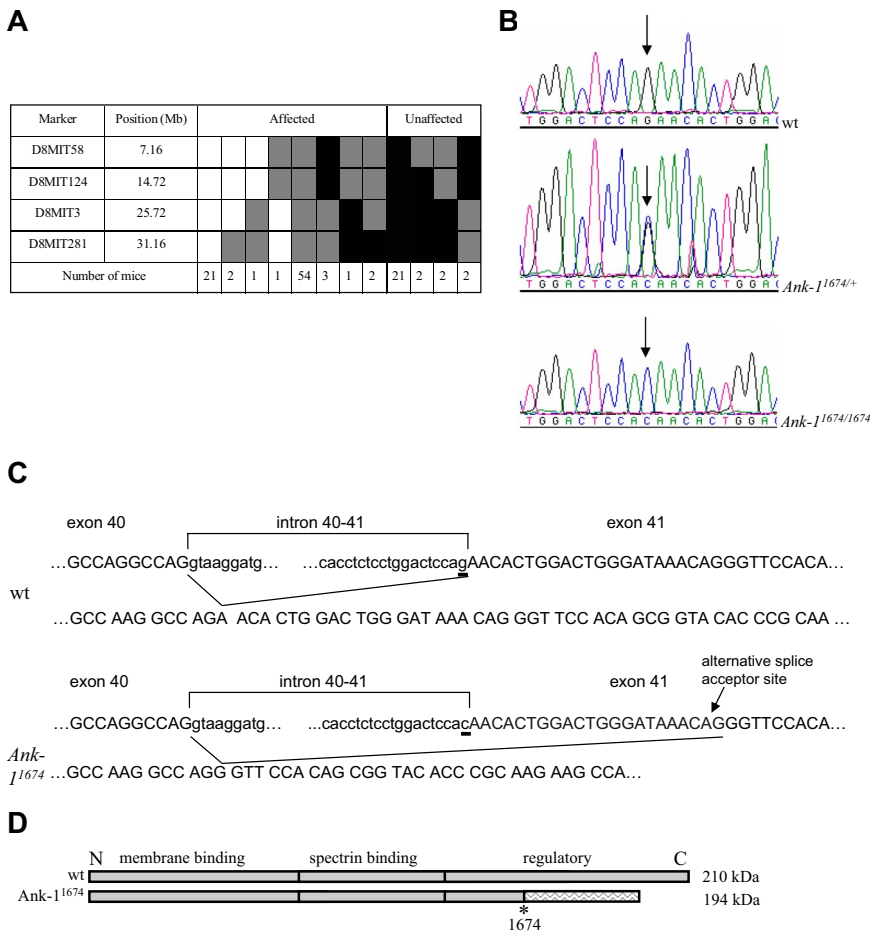 A
Marker Position (Mb) Affected Unaffected
D8MIT58 7.16
D8MIT124 14.72
D8MIT3 25.72
D8MIT281 31.16
Number of mice 21 2 1 1 54 3 1 2 21 2 2 2
B
T G G A C T C C A G A A C A C T G G A C
wt
T G G A C T C C A C A A C A C T G G A C
Ank-1^1674/+
T G G A C T C C A C A A C A C T G G A C
Ank-1^1674/1674
C
exon 40 intron 40-41 exon 41
…GCCAGGCCAGgtaaggatg… …cacctctcctggactccagAACACTGGACTGGGATAAACAGGGTTCCACA…
wt
…GCC AAG GCC AGA ACA CTG GAC TGG GAT AAA CAG GGT TCC ACA GCG GTA CAC CCG CAA …
alternative splice
acceptor site
exon 40 intron 40-41 exon 41
…GCCAGGCCAGgtaaggatg… ...cacctctcctggactccacAACACTGGACTGGGATAAACAGGGTTCCACA…
Ank-
1^1674
…GCC AAG GCC AGG GTT CCA CAG CGG TAC ACC CGC AAG AAG CCA…
D
N membrane binding spectrin binding regulatory C
wt 210 kDa
Ank-1^1674 194 kDa
*
1674